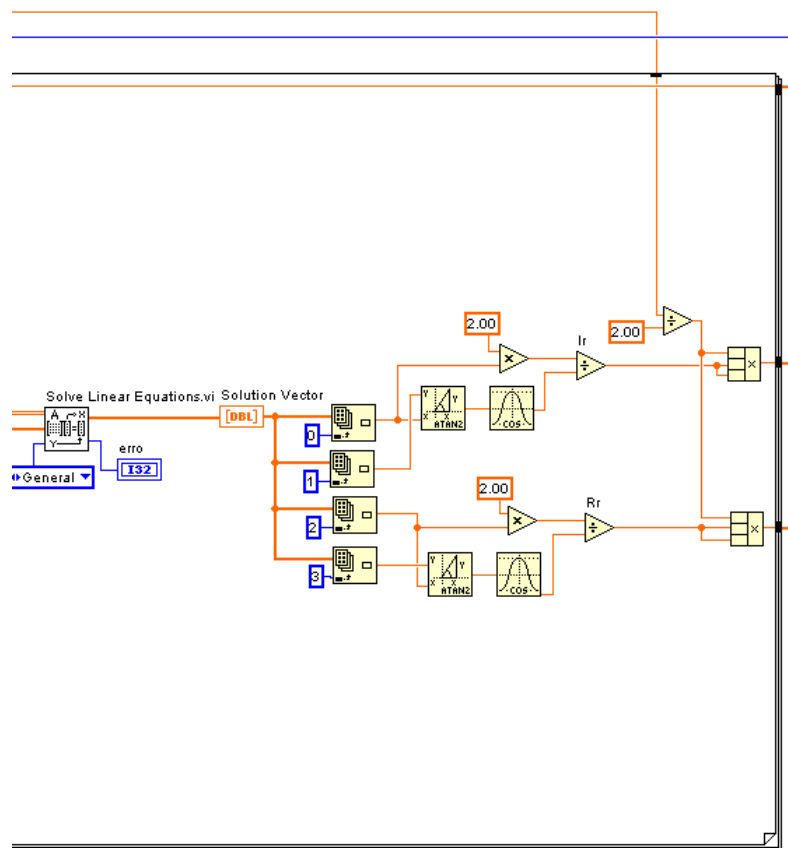 2.00
2.00
Ir
÷
÷
×
×
Solve Linear Equations.vi
Solution Vector
A
X
Y
[DBL]
erro
I32
General
0
Y
Y
X
X
ATAN2
COS
1
2.00
Rr
2
×
÷
×
3
Y
Y
X
X
ATAN2
COS